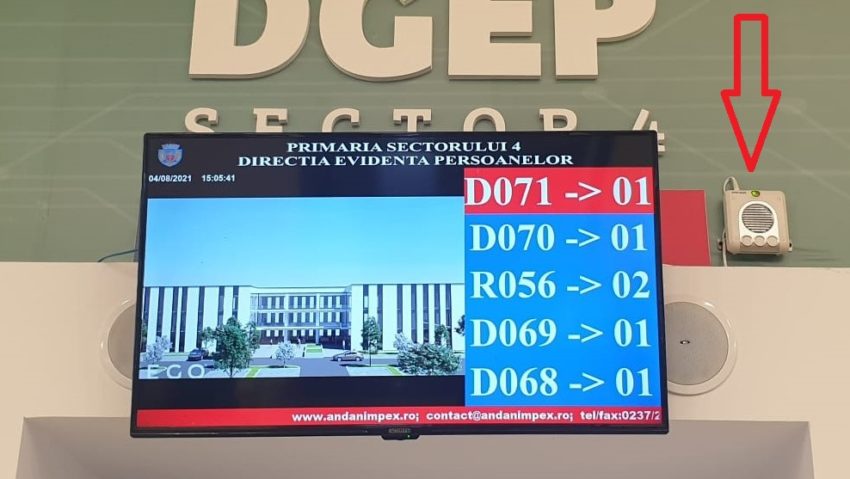 DGEP
SECTOR 4
PRIMARIA SECTORULUI 4
DIRECTIA EVIDENTA PERSOANELOR
04/08/2021 15:05:41
D071 -> 01
D070 -> 01
R056 -> 02
D069 -> 01
D068 -> 01
EGO
www.andanimpex.ro; contact@andanimpex.ro; tel/fax:0237/2